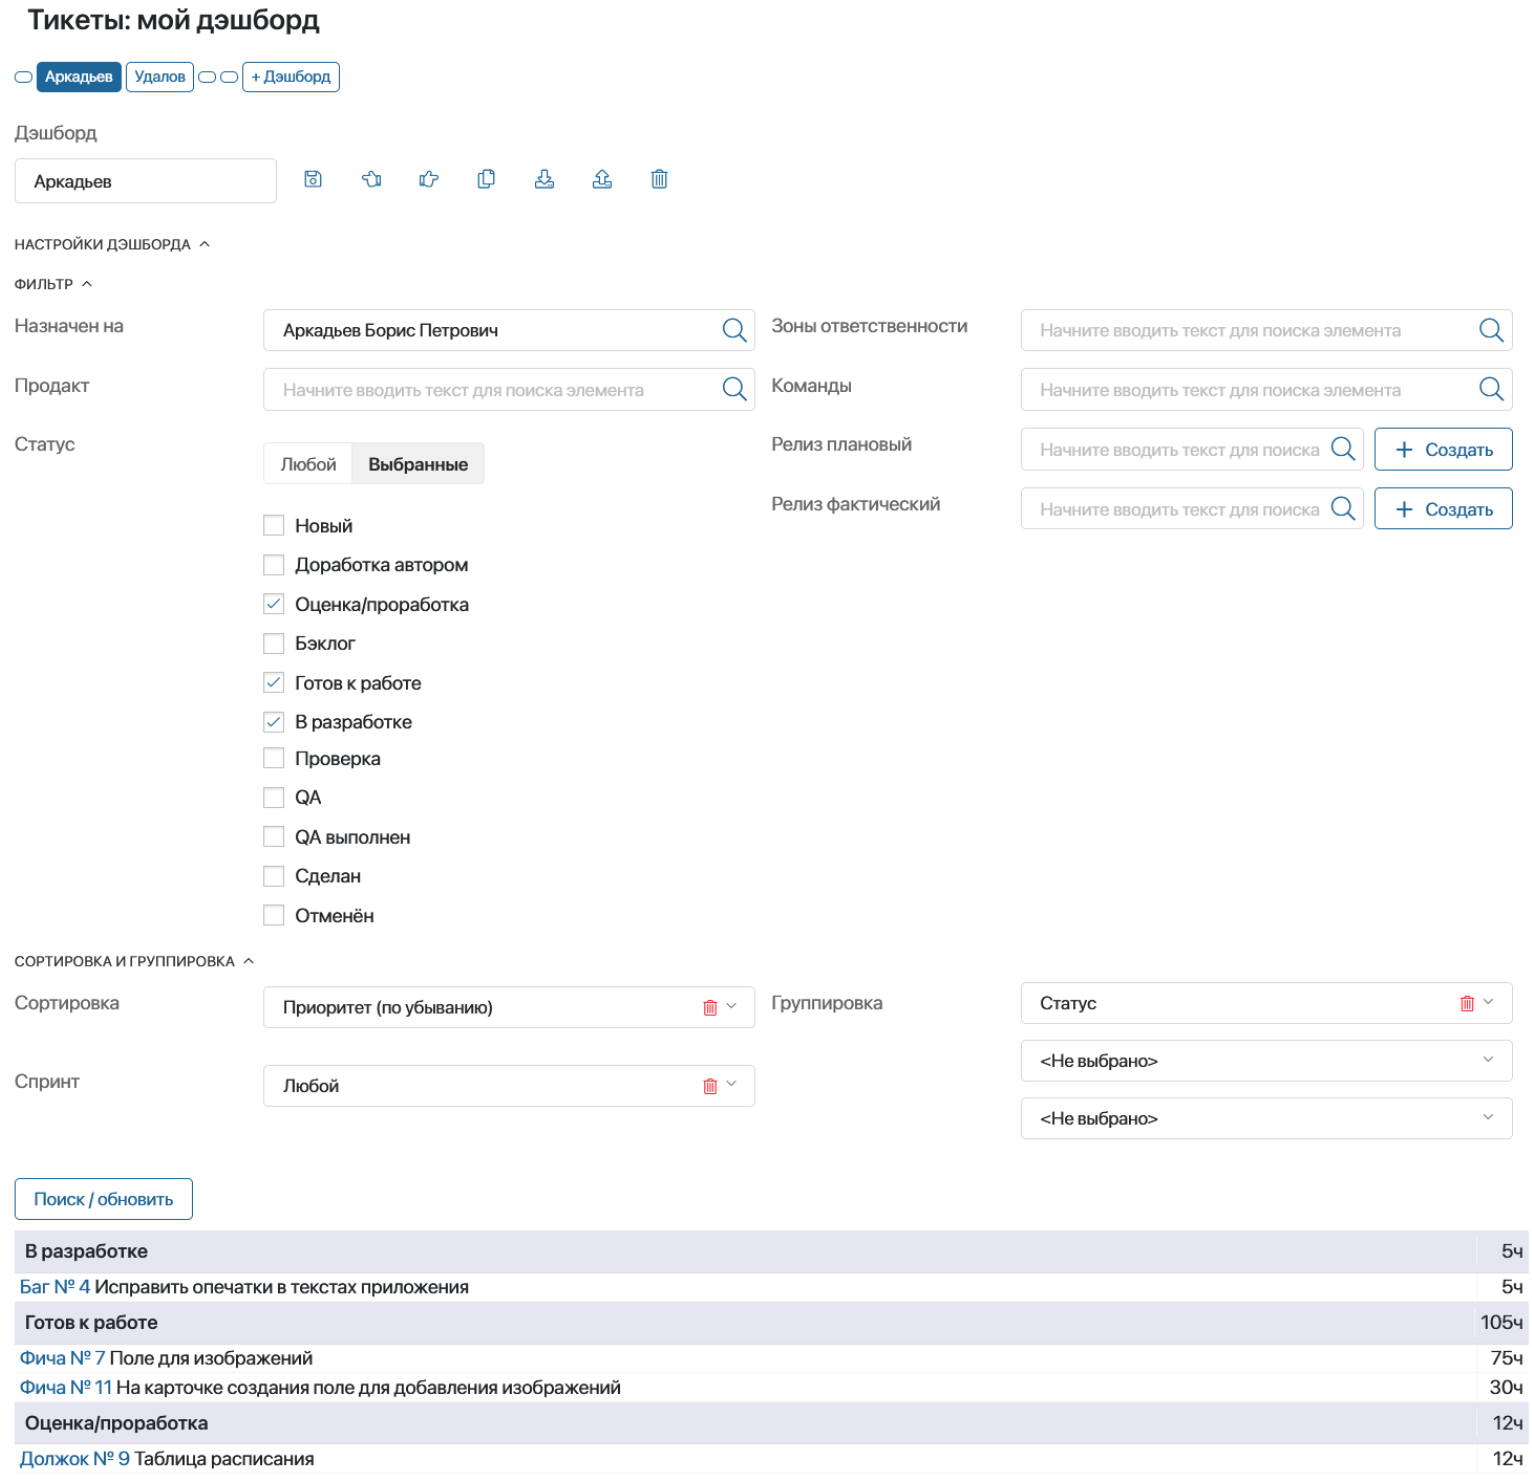 Тикеты: мой дэшборд
Аркадьев Удалов + Дэшборд
Дэшборд
Аркадьев
НАСТРОЙКИ ДЭШБОРДА
ФИЛЬТР
Назначен на Аркадьев Борис Петрович Зоны ответственности Начните вводить текст для поиска элемента
Продакт Начните вводить текст для поиска элемента Команды Начните вводить текст для поиска элемента
Статус Любой Выбранные Релиз плановый Начните вводить текст для поиска + Создать
Релиз фактический Начните вводить текст для поиска + Создать
Новый
Доработка автором
Оценка/проработка
Бэклог
Готов к работе
В разработке
Проверка
QA
QA выполнен
Сделан
Отменён
СОРТИРОВКА И ГРУППИРОВКА
Сортировка Приоритет (по убыванию) Группировка Статус
<Не выбрано>
Спринт Любой
<Не выбрано>
Поиск / обновить
В разработке 5ч
Баг № 4 Исправить опечатки в текстах приложения 5ч
Готов к работе 105ч
Фича № 7 Поле для изображений 75ч
Фича № 11 На карточке создания поле для добавления изображений 30ч
Оценка/проработка 12ч
Должок № 9 Таблица расписания 12ч